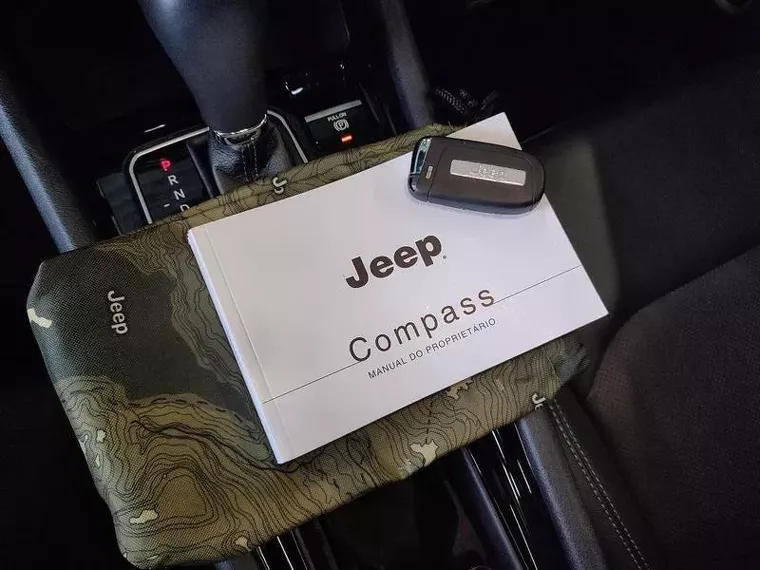 PULL ON
P
P
R
N
D
Jeep
Jeep
Jeep
Compass
MANUAL DO PROPRIETÁRIO